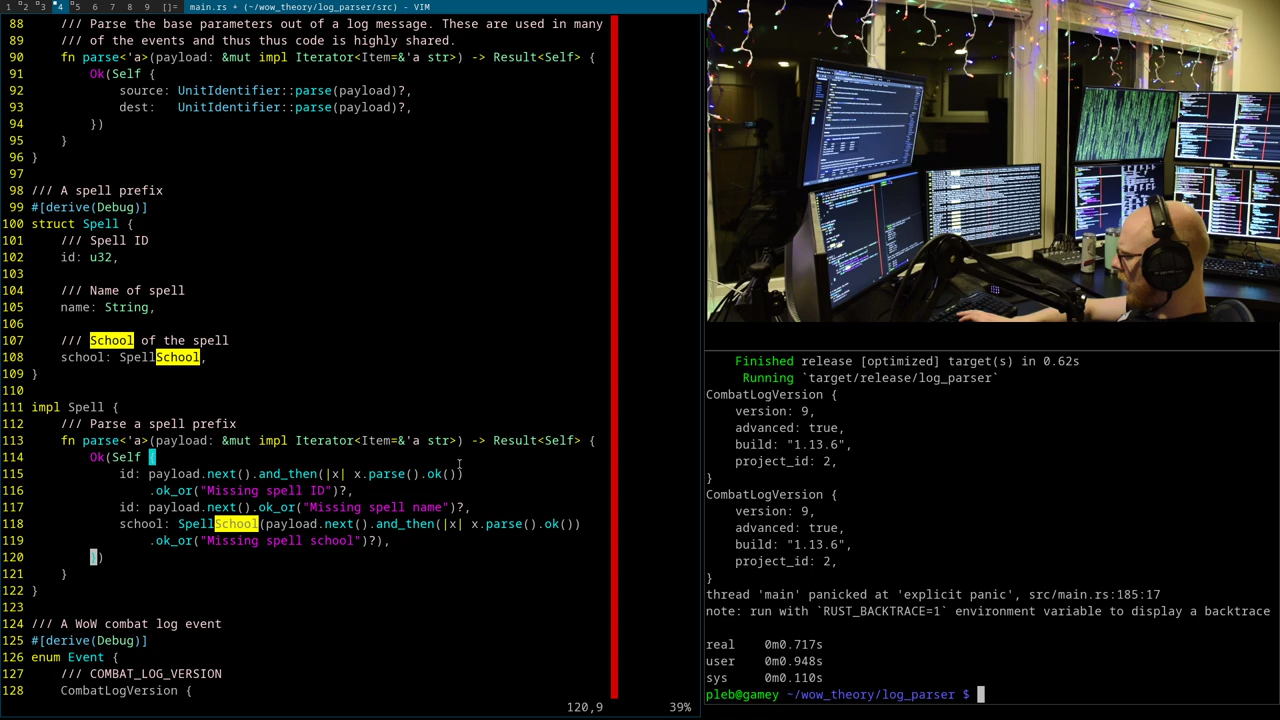 1 2 3 4 5 6 7 8 9 []= main.rs + (~/wow_theory/log_parser/src) - VIM
88     /// Parse the base parameters out of a log message. These are used in many
89     /// of the events and thus thus code is highly shared.
90     fn parse<'a>(payload: &mut impl Iterator<Item=&'a str>) -> Result<Self> {
91         Ok(Self {
92             source: UnitIdentifier::parse(payload)?,
93             dest:   UnitIdentifier::parse(payload)?,
94         })
95     }
96 }
97
98 /// A spell prefix
99 #[derive(Debug)]
100 struct Spell {
101     /// Spell ID
102     id: u32,
103
104     /// Name of spell
105     name: String,
106
107     /// School of the spell
108     school: SpellSchool,
109 }
110
111 impl Spell {
112     /// Parse a spell prefix
113     fn parse<'a>(payload: &mut impl Iterator<Item=&'a str>) -> Result<Self> {
114         Ok(Self {
115             id: payload.next().and_then(|x| x.parse().ok())
116                 .ok_or("Missing spell ID")?,
117             id: payload.next().ok_or("Missing spell name")?,
118             school: SpellSchool(payload.next().and_then(|x| x.parse().ok())
119                 .ok_or("Missing spell school")?),
120         })
121     }
122 }
123
124 /// A WoW combat log event
125 #[derive(Debug)]
126 enum Event {
127     /// COMBAT_LOG_VERSION
128     CombatLogVersion {
120,9 39%
Finished release [optimized] target(s) in 0.62s
Running `target/release/log_parser`
CombatLogVersion {
    version: 9,
    advanced: true,
    build: "1.13.6",
    project_id: 2,
}
CombatLogVersion {
    version: 9,
    advanced: true,
    build: "1.13.6",
    project_id: 2,
}
thread 'main' panicked at 'explicit panic', src/main.rs:185:17
note: run with `RUST_BACKTRACE=1` environment variable to display a backtrace
real    0m0.717s
user    0m0.948s
sys     0m0.110s
pleb@gamey ~/wow_theory/log_parser $